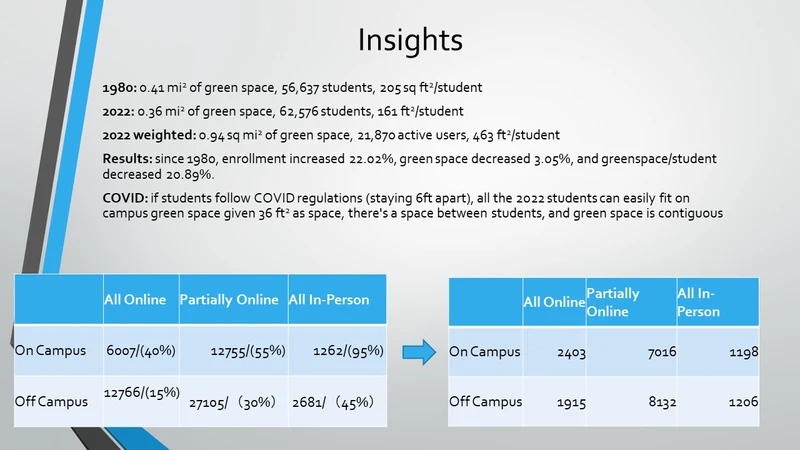 Insights
1980: 0.41 mi² of green space, 56,637 students, 205 sq ft²/student
2022: 0.36 mi² of green space, 62,576 students, 161 ft²/student
2022 weighted: 0.94 sq mi² of green space, 21,870 active users, 463 ft²/student
Results: since 1980, enrollment increased 22.02%, green space decreased 3.05%, and greenspace/student
decreased 20.89%.
COVID: if students follow COVID regulations (staying 6ft apart), all the 2022 students can easily fit on
campus green space given 36 ft² as space, there's a space between students, and green space is contiguous
All Online Partially Online All In-Person
On Campus 6007/(40%) 12755/(55%) 1262/(95%)
Off Campus 12766/(15%) 27105/（30%） 2681/（45%）
All Online Partially Online All In-Person
On Campus 2403 7016 1198
Off Campus 1915 8132 1206